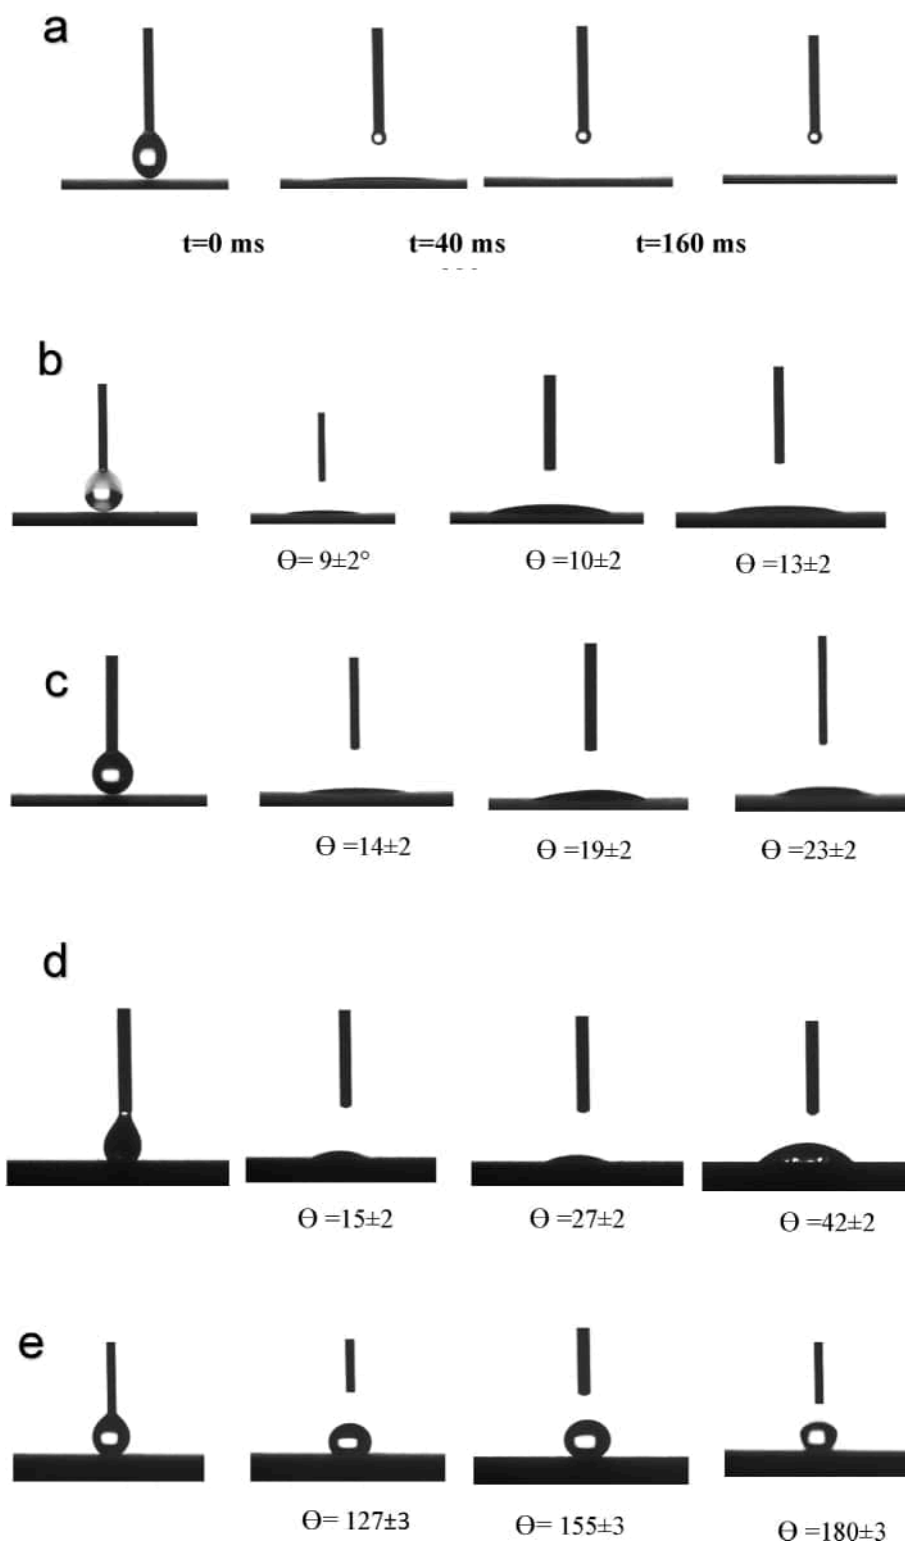 a
t=0 ms t=40 ms t=160 ms
- - -
b
Ɵ= 9±2° Ɵ =10±2 Ɵ =13±2
c
Ɵ =14±2 Ɵ =19±2 Ɵ =23±2
d
Ɵ =15±2 Ɵ =27±2 Ɵ =42±2
e
Ɵ= 127±3 Ɵ= 155±3 Ɵ =180±3